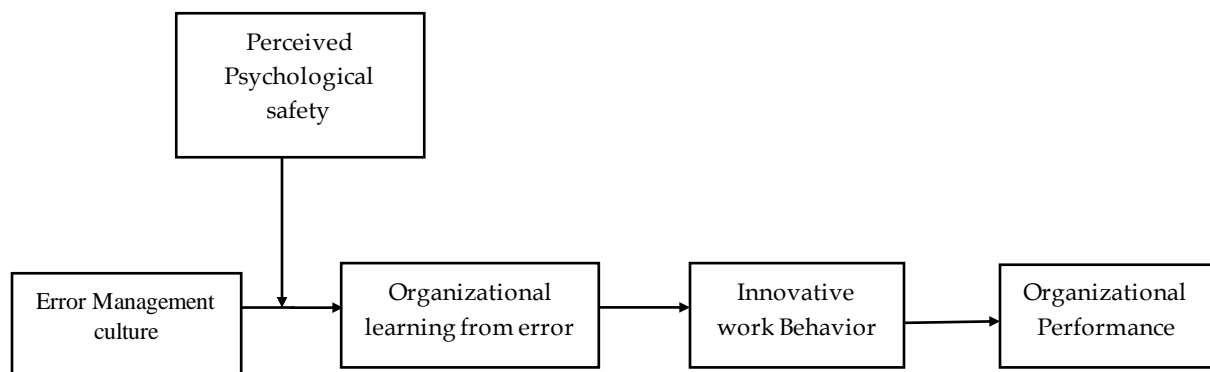 Perceived
Psychological
safety
Error Management
culture
Organizational
learning from error
Innovative
work Behavior
Organizational
Performance